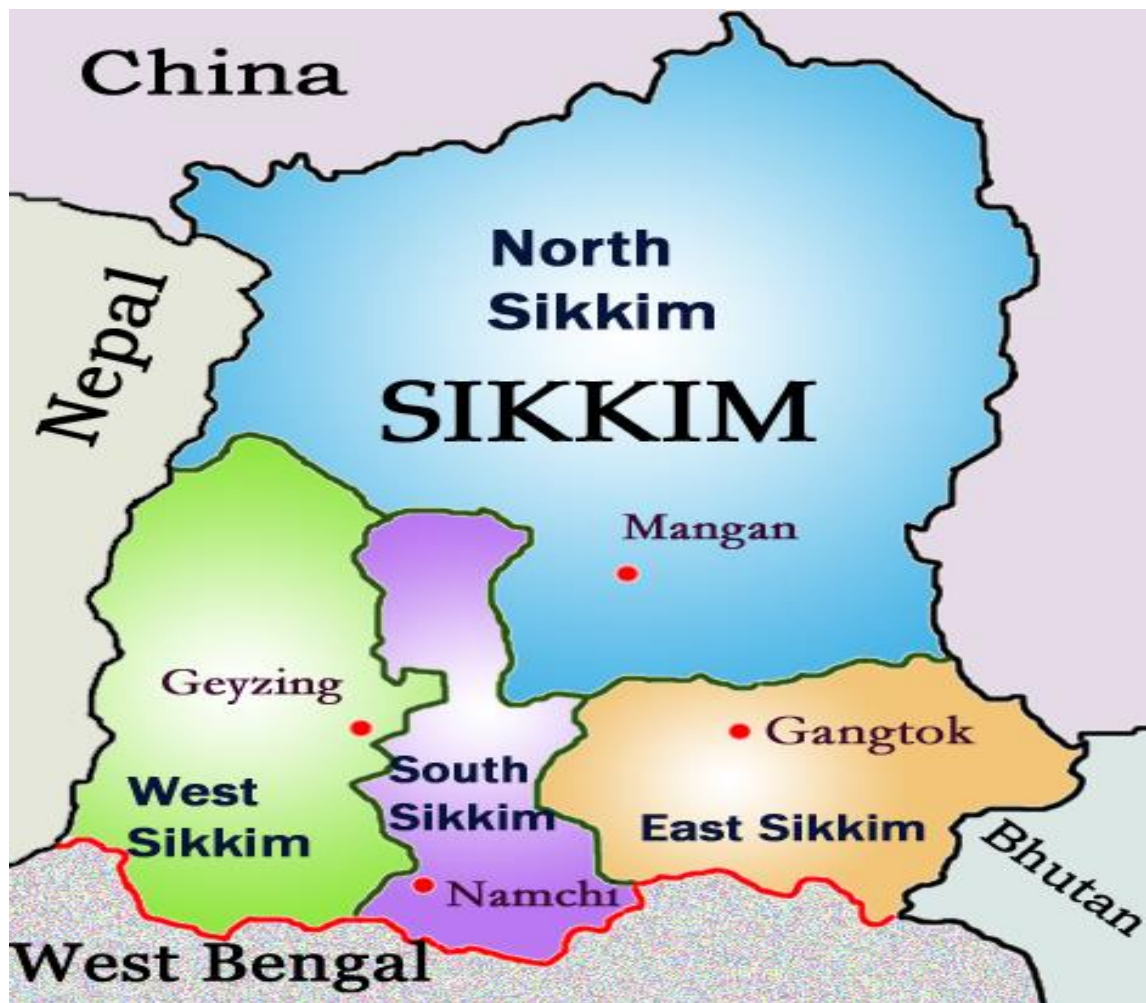 China
Nepal
North
Sikkim
SIKKIM
Mangan
Geyzing
Gangtok
South
Sikkim
West
Sikkim
East Sikkim
Bhutan
Namchi
West Bengal